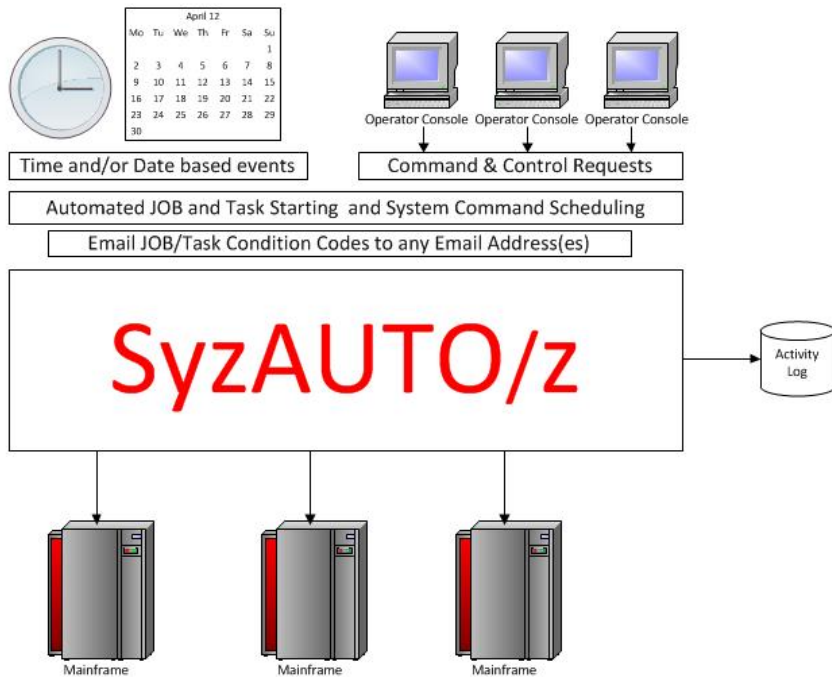 April 12
Mo Tu We Th Fr Sa Su
1
2 3 4 5 6 7 8
9 10 11 12 13 14 15
16 17 18 19 20 21 22
23 24 25 26 27 28 29
30
Operator Console Operator Console Operator Console
Time and/or Date based events
Command & Control Requests
Automated JOB and Task Starting and System Command Scheduling
Email JOB/Task Condition Codes to any Email Address(es)
SyzAUTO/z
Activity
Log
Mainframe Mainframe Mainframe